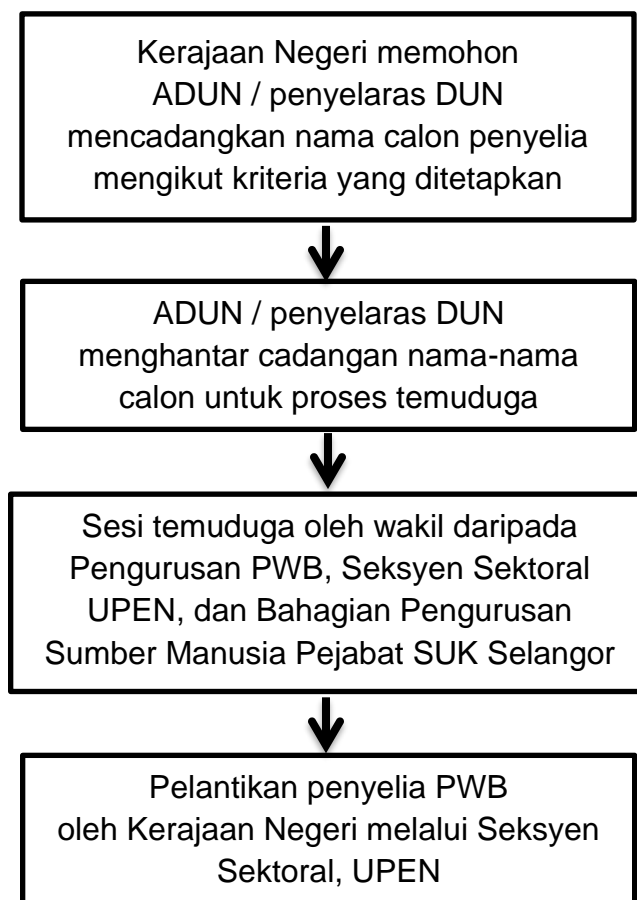 Kerajaan Negeri memohon
ADUN / penyelaras DUN
mencadangkan nama calon penyelia
mengikut kriteria yang ditetapkan
ADUN / penyelaras DUN
menghantar cadangan nama-nama
calon untuk proses temuduga
Sesi temuduga oleh wakil daripada
Pengurusan PWB, Seksyen Sektoral
UPEN, dan Bahagian Pengurusan
Sumber Manusia Pejabat SUK Selangor
Pelantikan penyelia PWB
oleh Kerajaan Negeri melalui Seksyen
Sektoral, UPEN